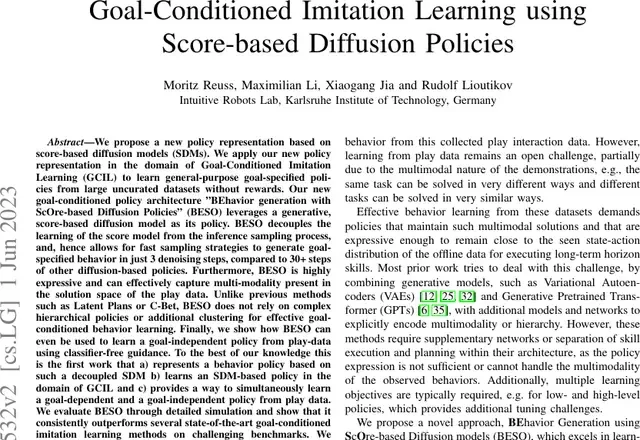 Goal-Conditioned Imitation Learning using
Score-based Diffusion Policies
Moritz Reuss, Maximilian Li, Xiaogang Jia and Rudolf Lioutikov
Intuitive Robots Lab, Karlsruhe Institute of Technology, Germany
Abstract—We propose a new policy representation based on
score-based diffusion models (SDMs). We apply our new policy
representation in the domain of Goal-Conditioned Imitation
Learning (GCIL) to learn general-purpose goal-specified poli-
cies from large uncurated datasets without rewards. Our new
goal-conditioned policy architecture "BEhavior generation with
ScOre-based Diffusion Policies" (BESO) leverages a generative,
score-based diffusion model as its policy. BESO decouples the
learning of the score model from the inference sampling process,
and, hence allows for fast sampling strategies to generate goal-
specified behavior in just 3 denoising steps, compared to 30+ steps
of other diffusion-based policies. Furthermore, BESO is highly
expressive and can effectively capture multi-modality present in
the solution space of the play data. Unlike previous methods
such as Latent Plans or C-Bet, BESO does not rely on complex
hierarchical policies or additional clustering for effective goal-
conditioned behavior learning. Finally, we show how BESO can
even be used to learn a goal-independent policy from play-data
using classifier-free guidance. To the best of our knowledge this
is the first work that a) represents a behavior policy based on
such a decoupled SDM b) learns an SDM-based policy in the
domain of GCIL and c) provides a way to simultaneously learn
a goal-dependent and a goal-independent policy from play data.
We evaluate BESO through detailed simulation and show that it
consistently outperforms several state-of-the-art goal-conditioned
imitation learning methods on challenging benchmarks. We
behavior from this collected play interaction data. However,
learning from play data remains an open challenge, partially
due to the multimodal nature of the demonstrations, e.g., the
same task can be solved in very different ways and different
tasks can be solved in very similar ways.
Effective behavior learning from these datasets demands
policies that maintain such multimodal solutions and that are
expressive enough to remain close to the seen state-action
distribution of the offline data for executing long-term horizon
skills. Most prior work tries to deal with this challenge, by
combining generative models, such as Variational Autoen-
coders (VAEs) [12 25 32] and Generative Pretrained Trans-
former (GPTs) [6 35], with additional models and networks to
explicitly encode multimodality or hierarchy. However, these
methods require supplementary networks or separation of skill
execution and planning within their architecture, as the policy
expression is not sufficient or cannot handle the multimodality
of the observed behaviors. Additionally, multiple learning
objectives are typically required, e.g. for low- and high-level
policies, which provides additional tuning challenges.
We propose a novel approach, BEhavior Generation using
ScOre-based Diffusion models (BESO), which excels in learn
532v2 [cs.LG] 1 Jun 2023